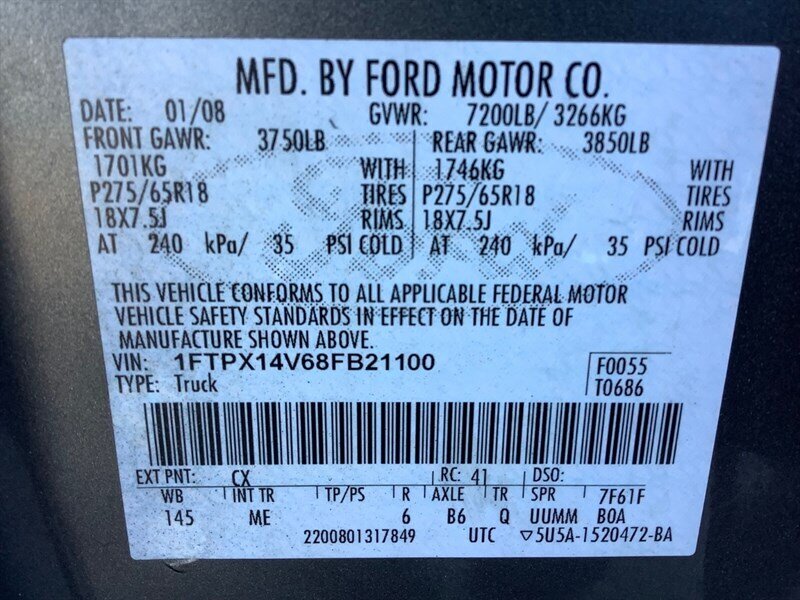 MFD. BY FORD MOTOR CO.
DATE: 01/08 GVWR: 7200LB/ 3266KG
FRONT GAWR: 3750LB REAR GAWR: 3850LB
1701KG WITH 1746KG WITH
P275/65R18 TIRES P275/65R18 TIRES
18X7.5J RIMS 18X7.5J RIMS
AT 240 kPa/ 35 PSI COLD AT 240 kPa/ 35 PSI COLD
THIS VEHICLE CONFORMS TO ALL APPLICABLE FEDERAL MOTOR
VEHICLE SAFETY STANDARDS IN EFFECT ON THE DATE OF
MANUFACTURE SHOWN ABOVE.
VIN: 1FTPX14V68FB21100 F0055
TYPE: Truck T0686
EXT PNT: CX RC: 41 DSO:
WB INT TR TP/PS R AXLE TR SPR 7F61F
145 ME 6 B6 Q UUMM B0A
2200801317849 UTC ▽5U5A-1520472-BA